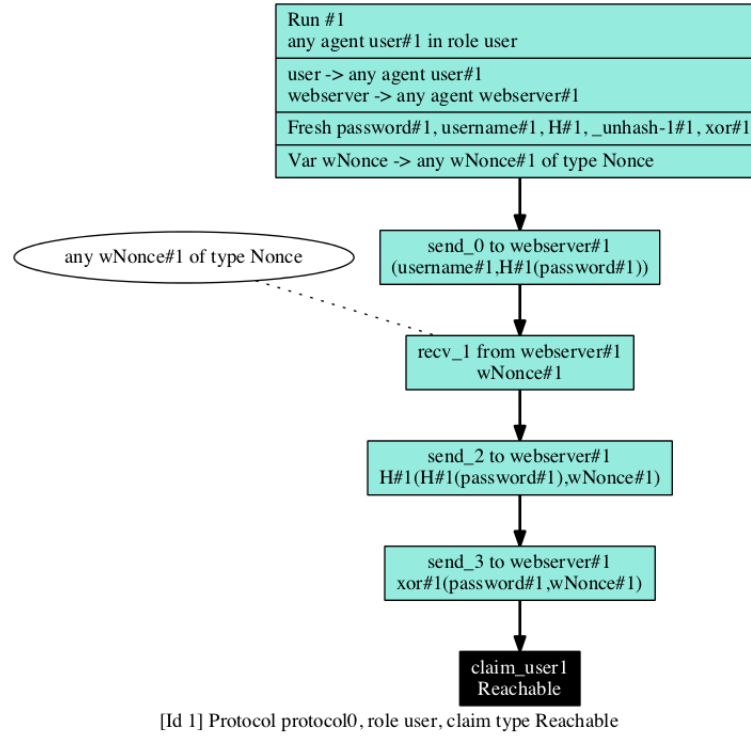 Run #1
any agent user#1 in role user
user -> any agent user#1
webserver -> any agent webserver#1
Fresh password#1, username#1, H#1, _unhash-1#1, xor#1
Var wNonce -> any wNonce#1 of type Nonce
send_0 to webserver#1
(username#1,H#1(password#1))
any wNonce#1 of type Nonce
recv_1 from webserver#1
wNonce#1
send_2 to webserver#1
H#1(H#1(password#1),wNonce#1)
send_3 to webserver#1
xor#1(password#1,wNonce#1)
claim_user1
Reachable
[Id 1] Protocol protocol0, role user, claim type Reachable